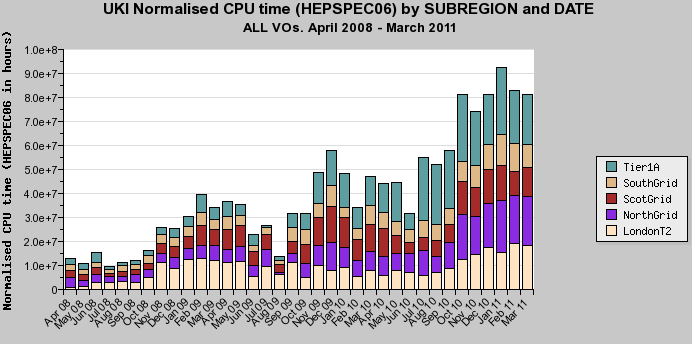 UKI Normalised CPU time (HEPSPEC06) by SUBREGION and DATE
ALL VOs. April 2008 - March 2011
Normalised CPU time (HEPSPEC06 in hours)
1.0e+8
9.0e+7
8.0e+7
7.0e+7
6.0e+7
5.0e+7
4.0e+7
3.0e+7
2.0e+7
1.0e+7
0
Apr 08
May 08
Jun 08
Jul 08
Aug 08
Sep 08
Oct 08
Nov 08
Dec 08
Jan 09
Feb 09
Mar 09
Apr 09
May 09
Jun 09
Jul 09
Aug 09
Sep 09
Oct 09
Nov 09
Dec 09
Jan 10
Feb 10
Mar 10
Apr 10
May 10
Jun 10
Jul 10
Aug 10
Sep 10
Oct 10
Nov 10
Dec 10
Jan 11
Feb 11
Mar 11
Tier1A
SouthGrid
ScotGrid
NorthGrid
LondonT2